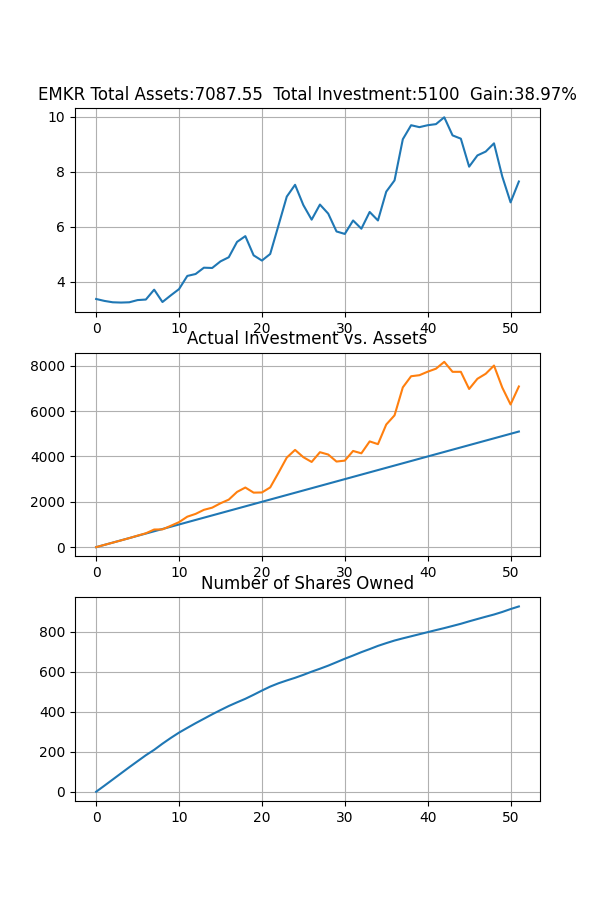 EMKR Total Assets:7087.55  Total Investment:5100  Gain:38.97%
10
8
6
4
0 10 20 30 40 50
Actual Investment vs. Assets
8000
6000
4000
2000
0
0 10 20 30 40 50
Number of Shares Owned
800
600
400
200
0
0 10 20 30 40 50